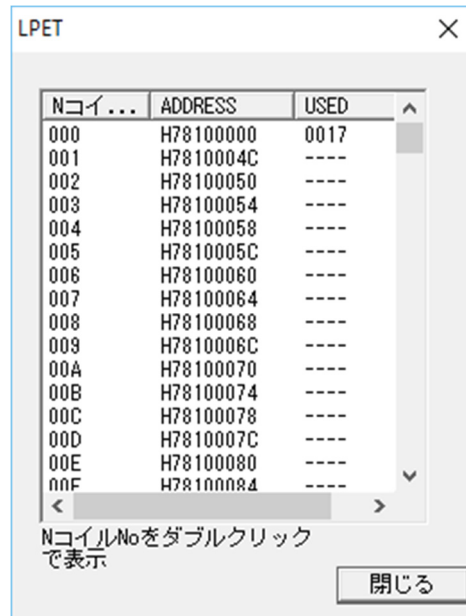 LPET
Nコイ... ADDRESS USED
000 H78100000 0017
001 H7810004C ----
002 H78100050 ----
003 H78100054 ----
004 H78100058 ----
005 H7810005C ----
006 H78100060 ----
007 H78100064 ----
008 H78100068 ----
009 H7810006C ----
00A H78100070 ----
00B H78100074 ----
00C H78100078 ----
00D H7810007C ----
00E H78100080 ----
00F H78100084 ----
NコイルNoをダブルクリック
で表示
閉じる